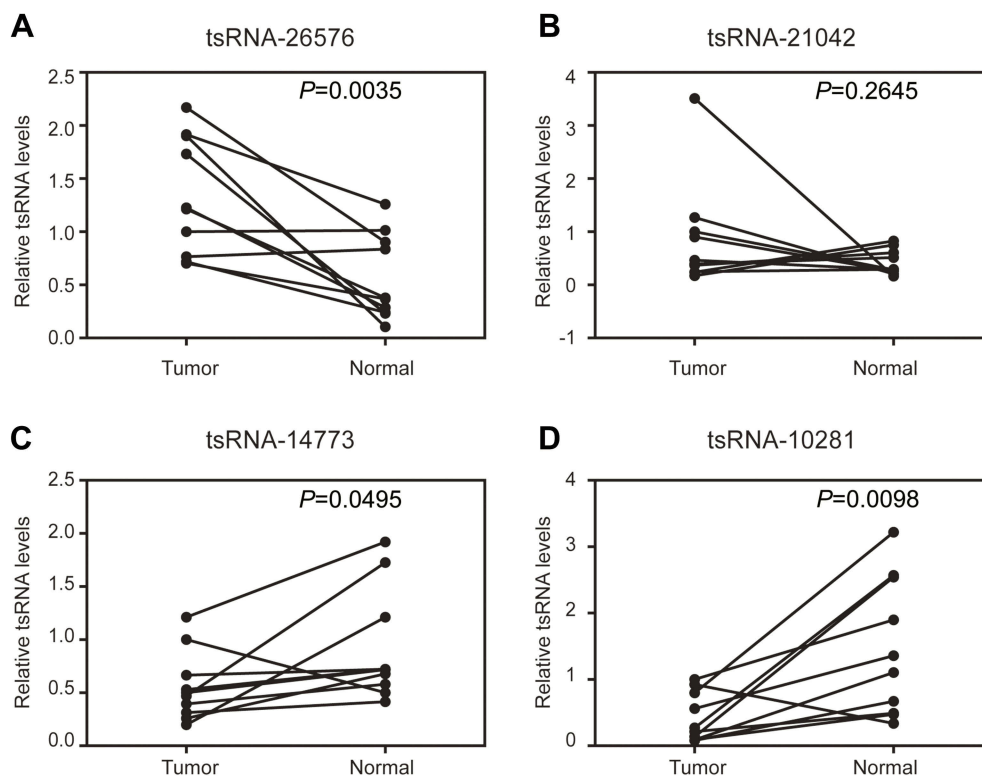 A
tsRNA-26576
P=0.0035
Relative tsRNA levels
2.5
2.0
1.5
1.0
0.5
0.0
Tumor Normal
B
tsRNA-21042
P=0.2645
Relative tsRNA levels
4
3
2
1
0
-1
Tumor Normal
C
tsRNA-14773
P=0.0495
Relative tsRNA levels
2.5
2.0
1.5
1.0
0.5
0.0
Tumor Normal
D
tsRNA-10281
P=0.0098
Relative tsRNA levels
4
3
2
1
0
Tumor Normal